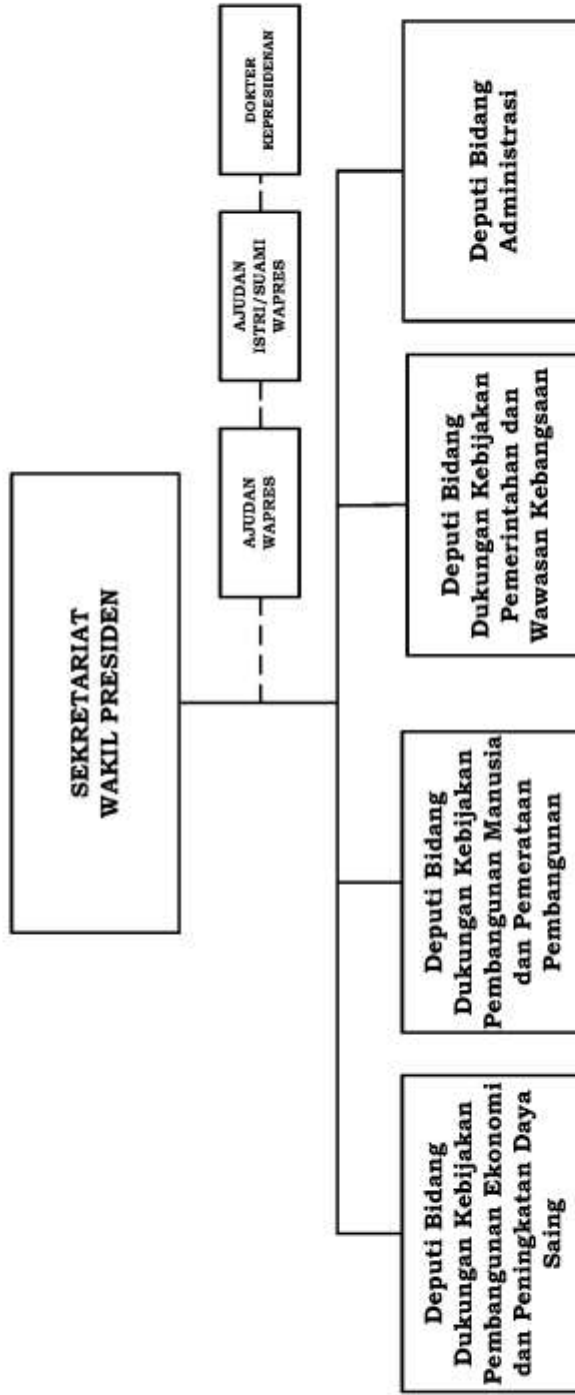 SEKRETARIAT
WAKIL PRESIDEN
AJUDAN
WAPRES
AJUDAN
ISTRI/SUAMI
WAPRES
DOKTER
KEPRESIDENAN
Deputi Bidang
Dukungan Kebijakan
Pembangunan Ekonomi
dan Peningkatan Daya
Saing
Deputi Bidang
Dukungan Kebijakan
Pembangunan Manusia
dan Pemerataan
Pembangunan
Deputi Bidang
Dukungan Kebijakan
Pemerintahan dan
Wawasan Kebangsaan
Deputi Bidang
Administrasi